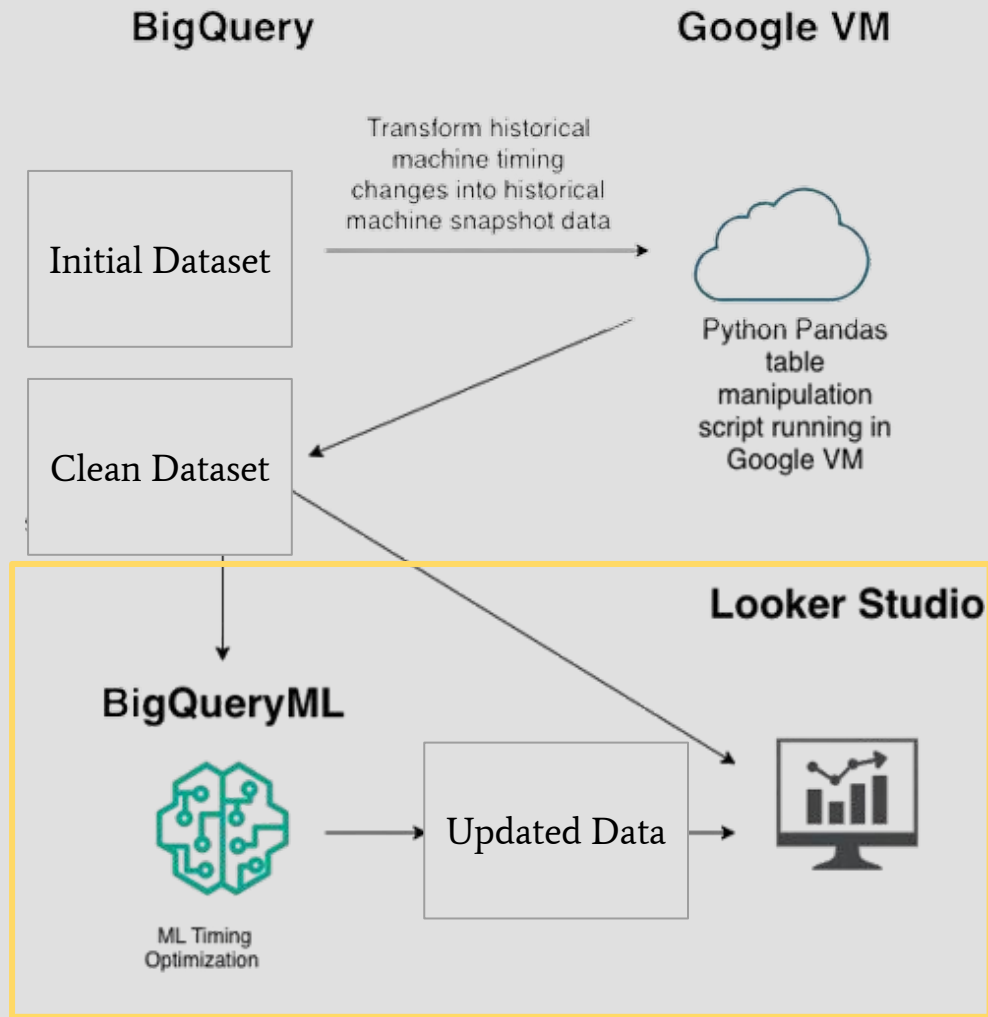 BigQuery
Google VM
Transform historical
machine timing
changes into historical
machine snapshot data
Initial Dataset
Python Pandas
table
manipulation
script running in
Google VM
Clean Dataset
Looker Studio
BigQueryML
Updated Data
ML Timing
Optimization